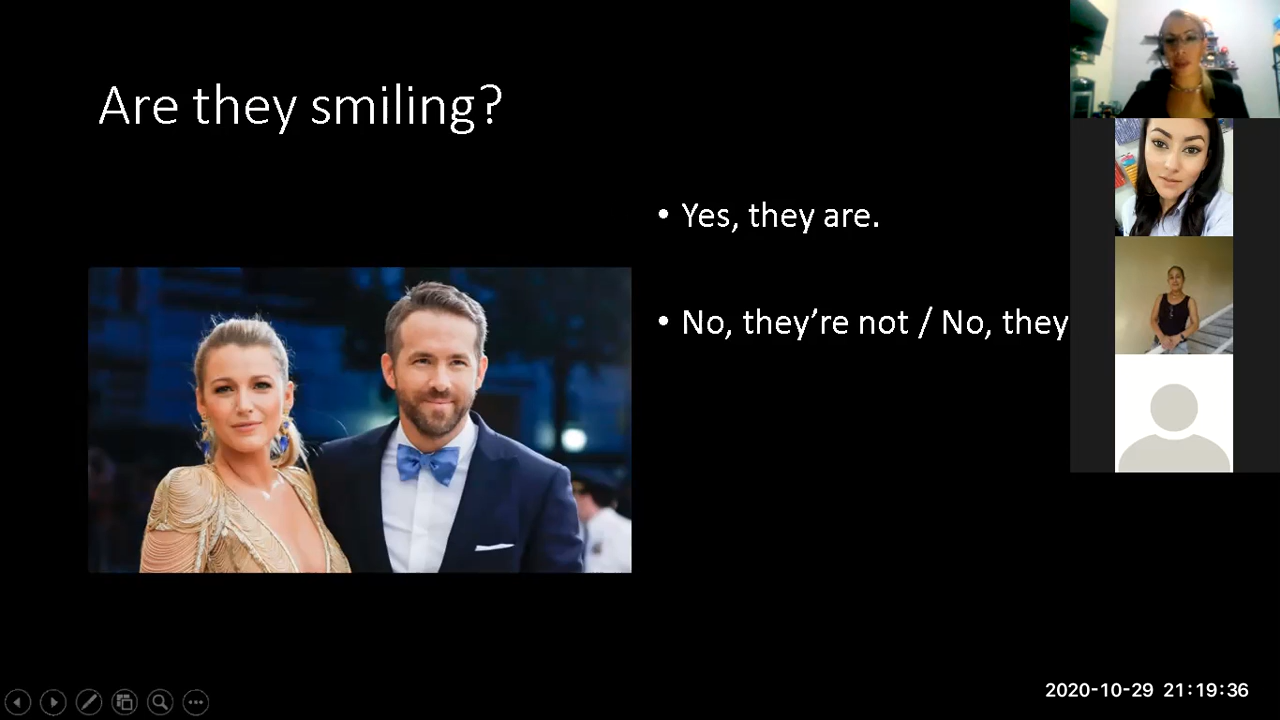 Are they smiling?
• Yes, they are.
• No, they’re not / No, they
2020-10-29 21:19:36